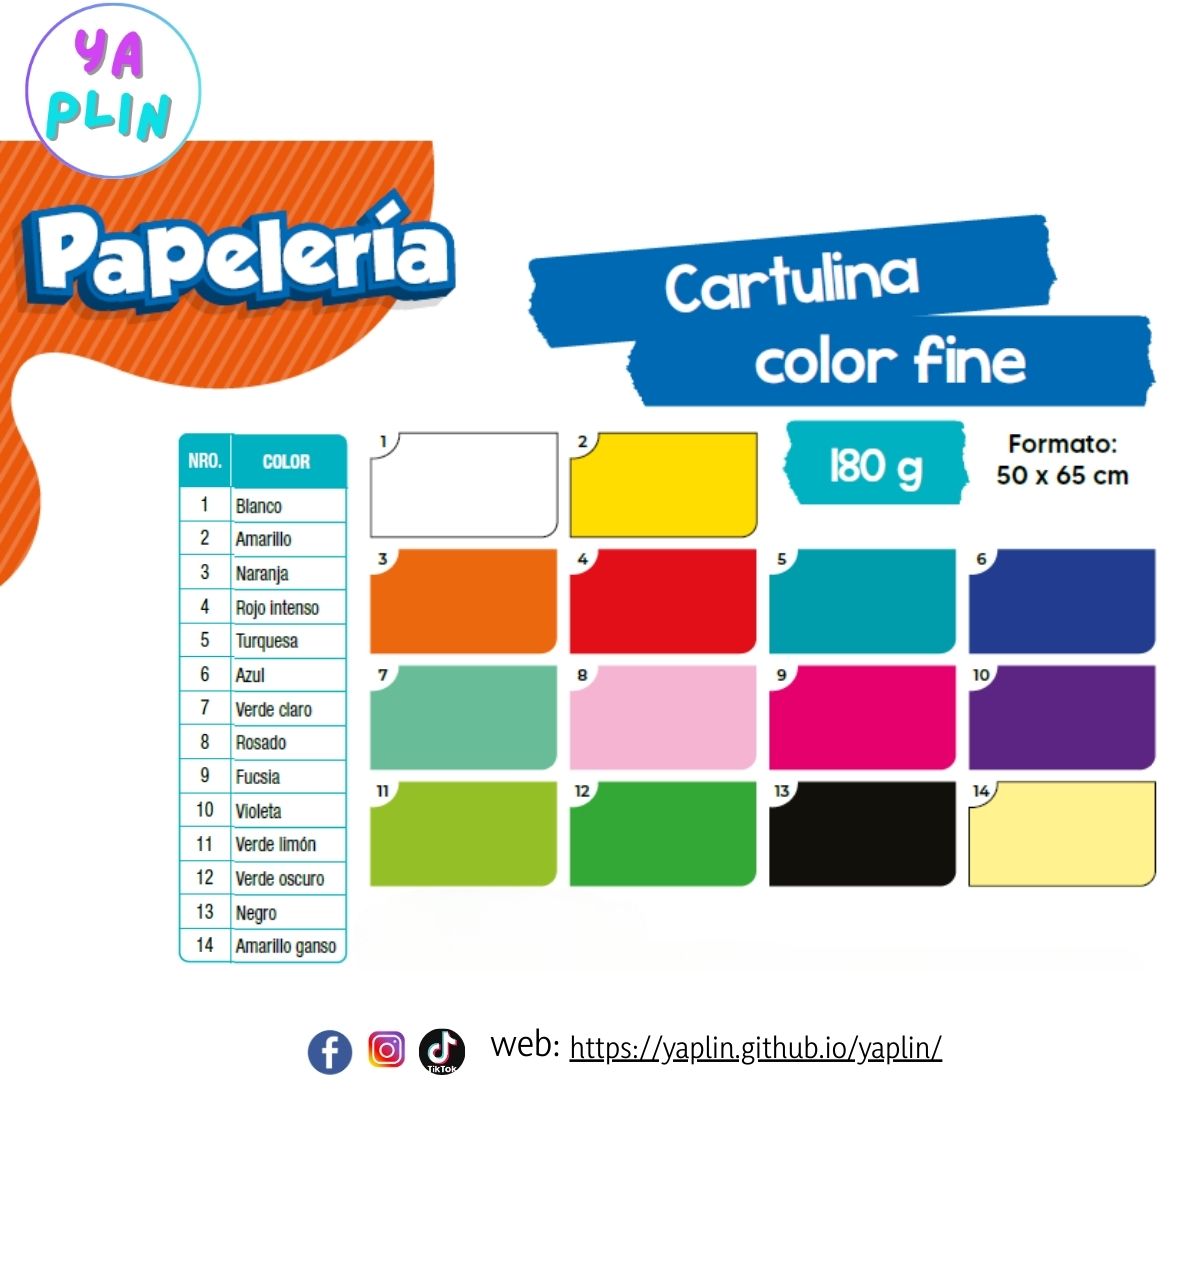 YA
PLIN
Papelería
Cartulina
color fine
180 g
Formato:
50 x 65 cm
NRO. COLOR
1 Blanco
2 Amarillo
3 Naranja
4 Rojo intenso
5 Turquesa
6 Azul
7 Verde claro
8 Rosado
9 Fucsia
10 Violeta
11 Verde limón
12 Verde oscuro
13 Negro
14 Amarillo ganso
1 2
3 4 5 6
7 8 9 10
11 12 13 14
TikTok
web: https://yaplin.github.io/yaplin/